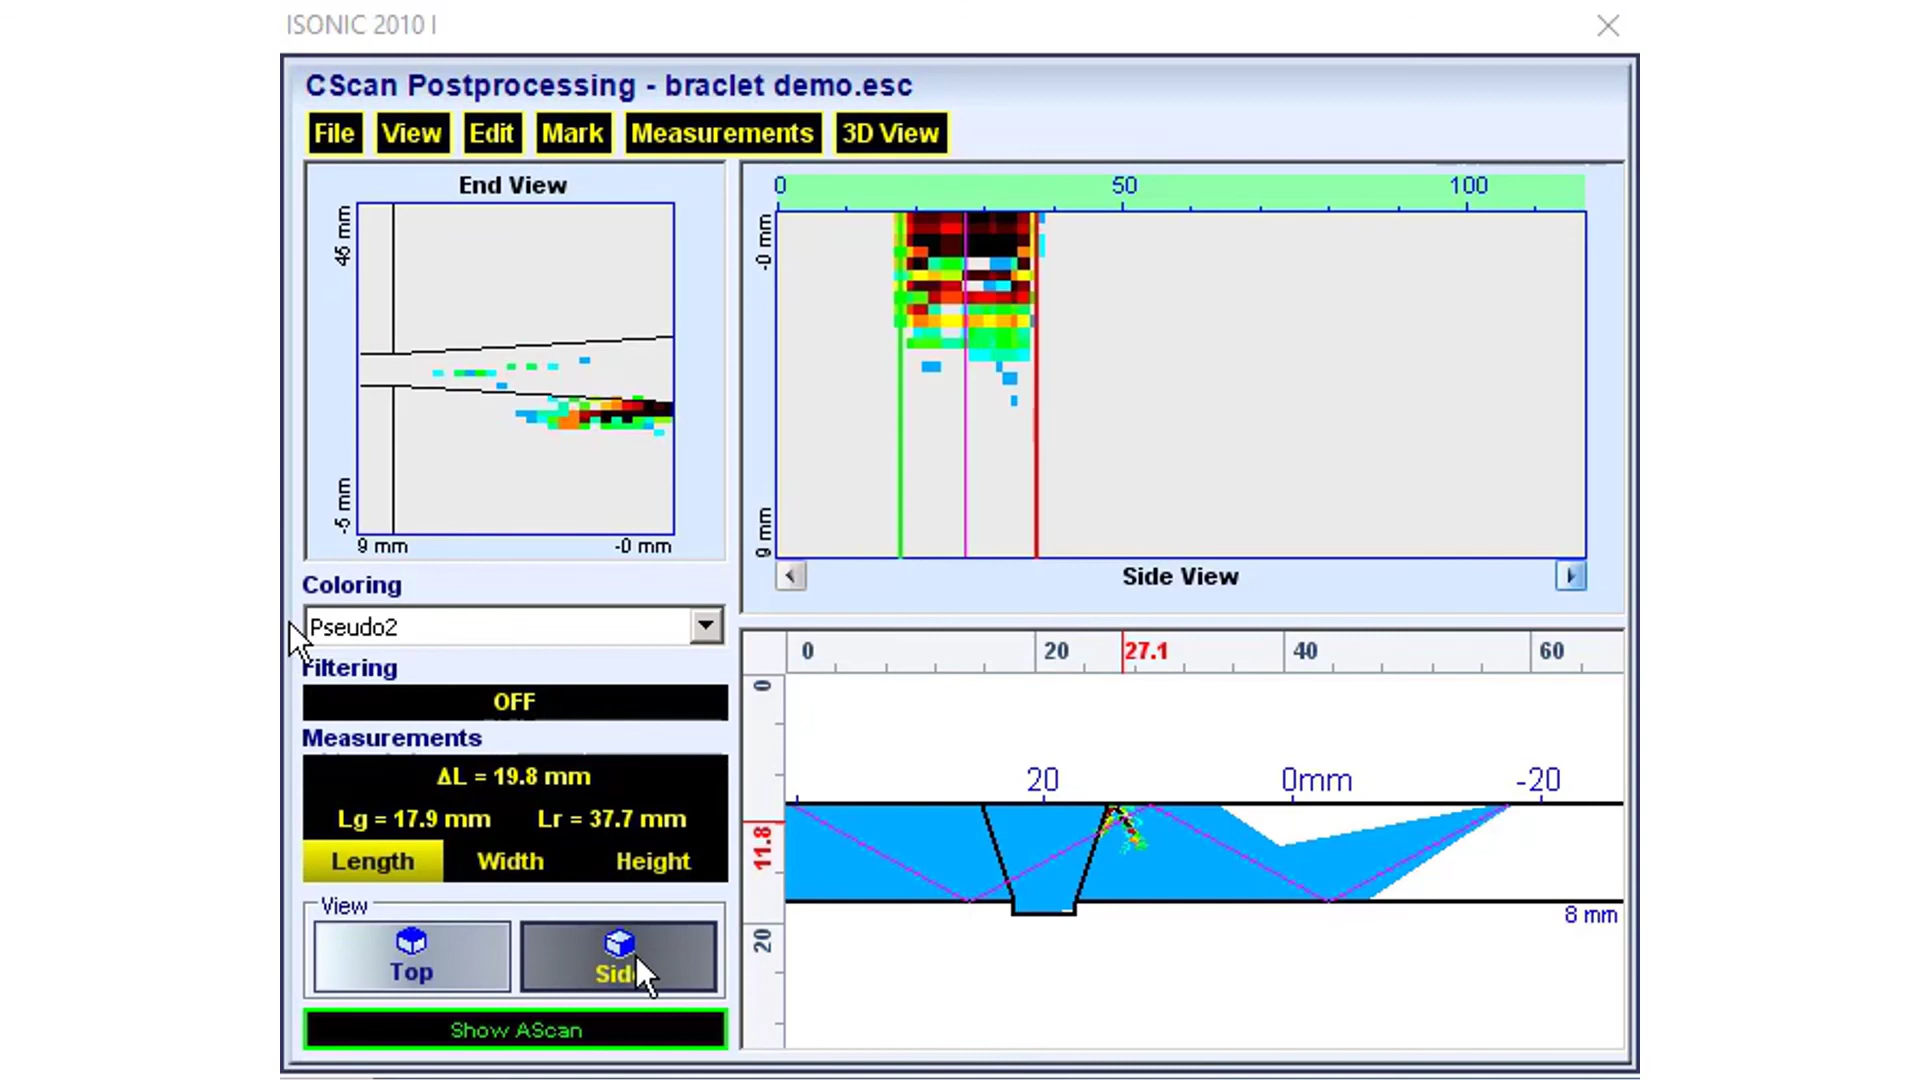 ISONIC 2010 I
CScan Postprocessing - braclet demo.esc
File View Edit Mark Measurements 3D View
End View
45 mm
-5 mm
9 mm -0 mm
0 50 100
-0 mm
9 mm
Side View
Coloring
Pseudo2
Filtering
OFF
Measurements
ΔL = 19.8 mm
Lg = 17.9 mm Lr = 37.7 mm
Length Width Height
View
Top Side
Show AScan
0 20 27.1 40 60
0
11.8
20
20 0mm -20
8 mm